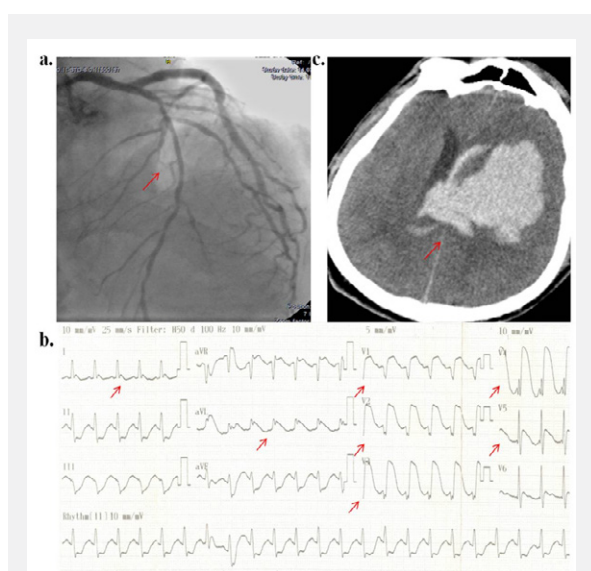 a.
c.
b.
10 mm/mV 25 mm/s Filter: H50 d 100 Hz 10 mm/mV
5 mm/mV
10 mm/mV
I
aVR
V1
V4
II
aVL
V2
V5
III
aVF
V6
Rhythm[II]10 mm/mV